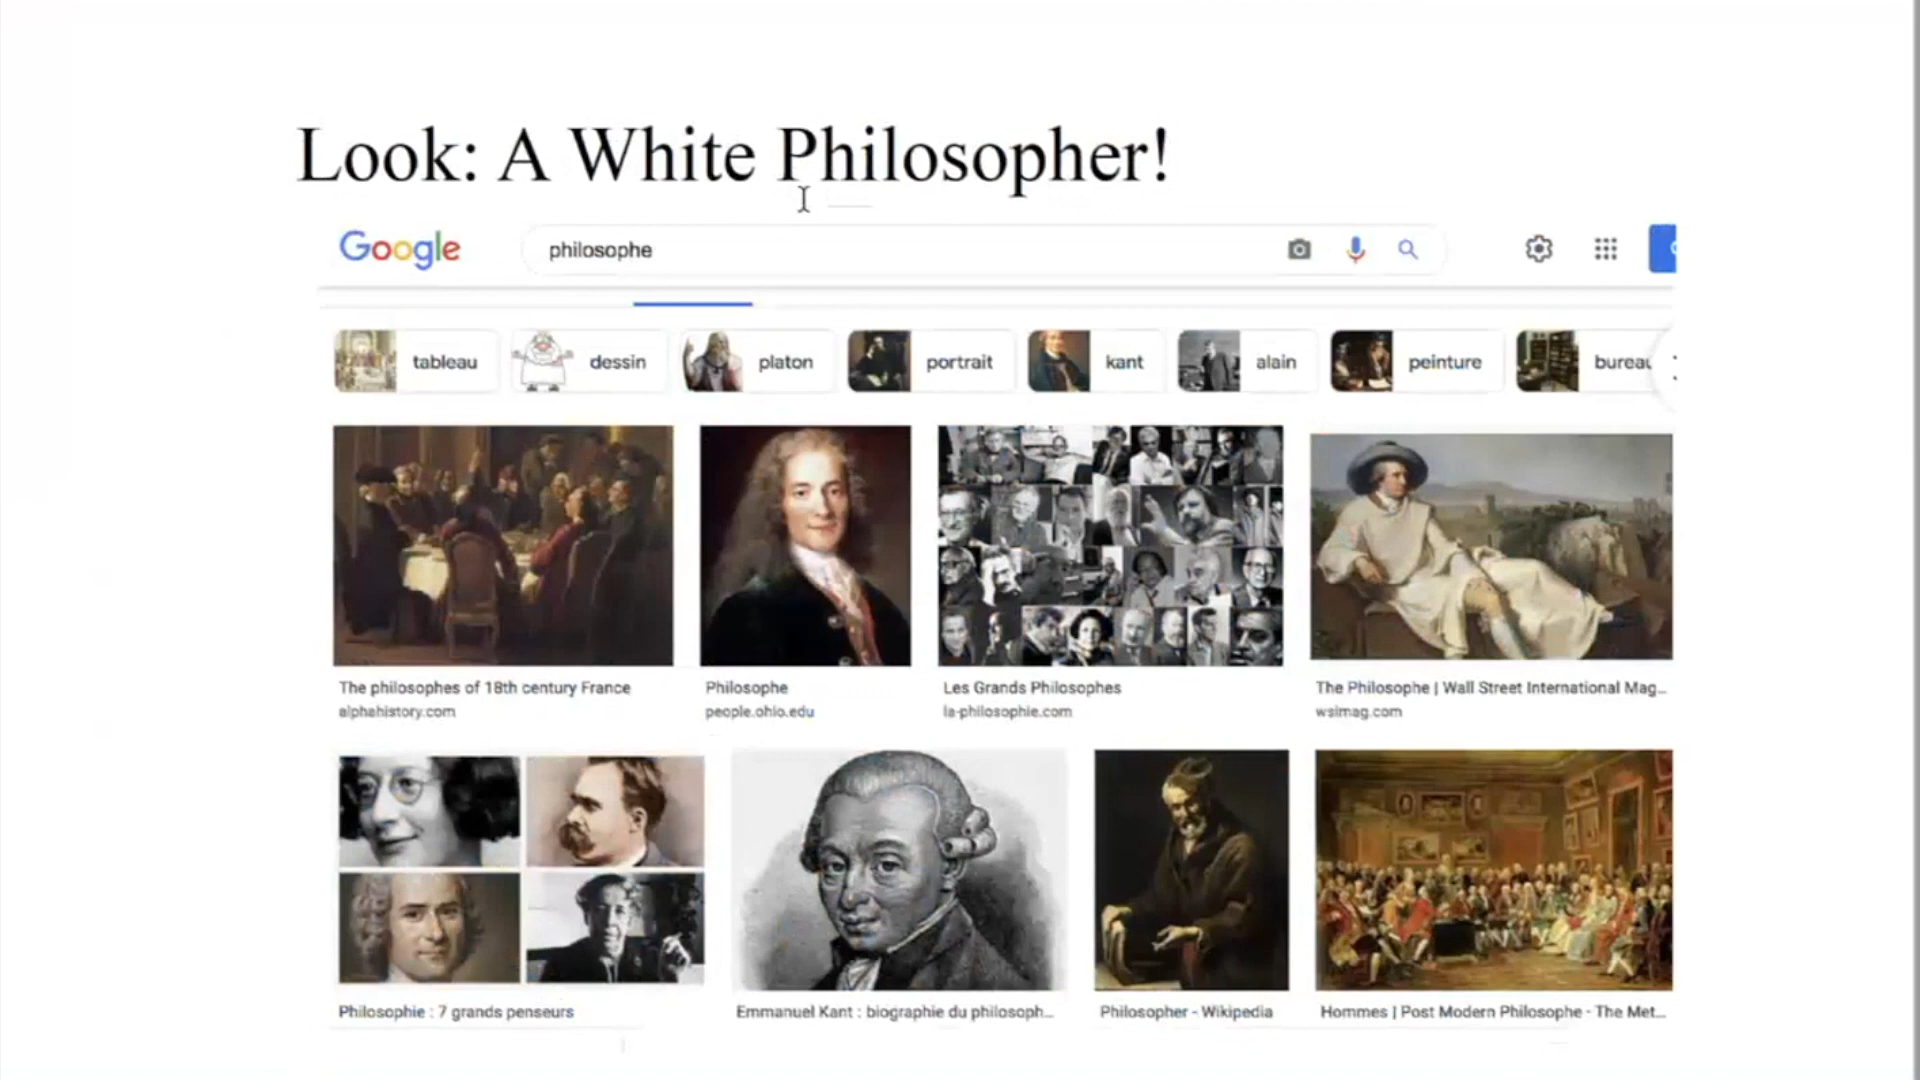 Look: A White Philosopher!
Google philosophe
tableau dessin platon portrait kant alain peinture bureau
The philosophes of 18th century France Philosophe Les Grands Philosophes The Philosophe | Wall Street International Mag...
alphahistory.com people.ohio.edu la-philosophie.com wsimag.com
Philosophie : 7 grands penseurs Emmanuel Kant : biographie du philosoph... Philosopher - Wikipedia Hommes | Post Modern Philosophe - The Met...